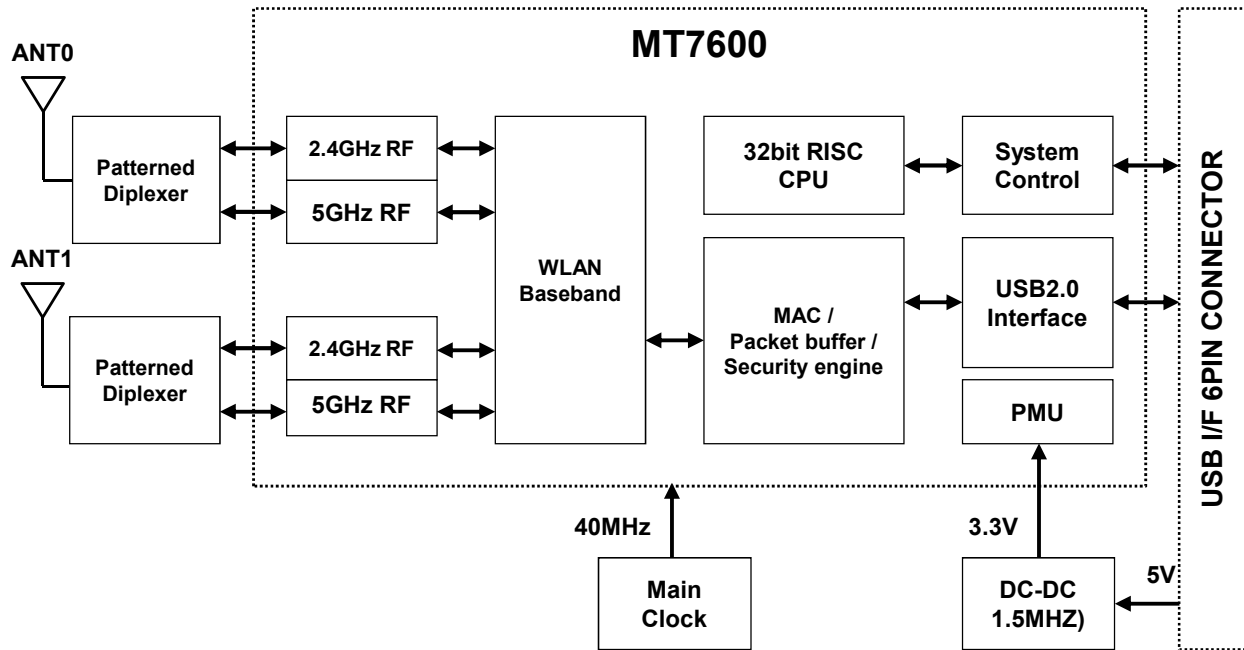 MT7600
ANT0
Patterned
Diplexer
2.4GHz RF
5GHz RF
ANT1
Patterned
Diplexer
2.4GHz RF
5GHz RF
WLAN
Baseband
32bit RISC
CPU
System
Control
MAC /
Packet buffer /
Security engine
USB2.0
Interface
PMU
USB I/F 6PIN CONNECTOR
40MHz
Main
Clock
3.3V
DC-DC
1.5MHZ)
5V